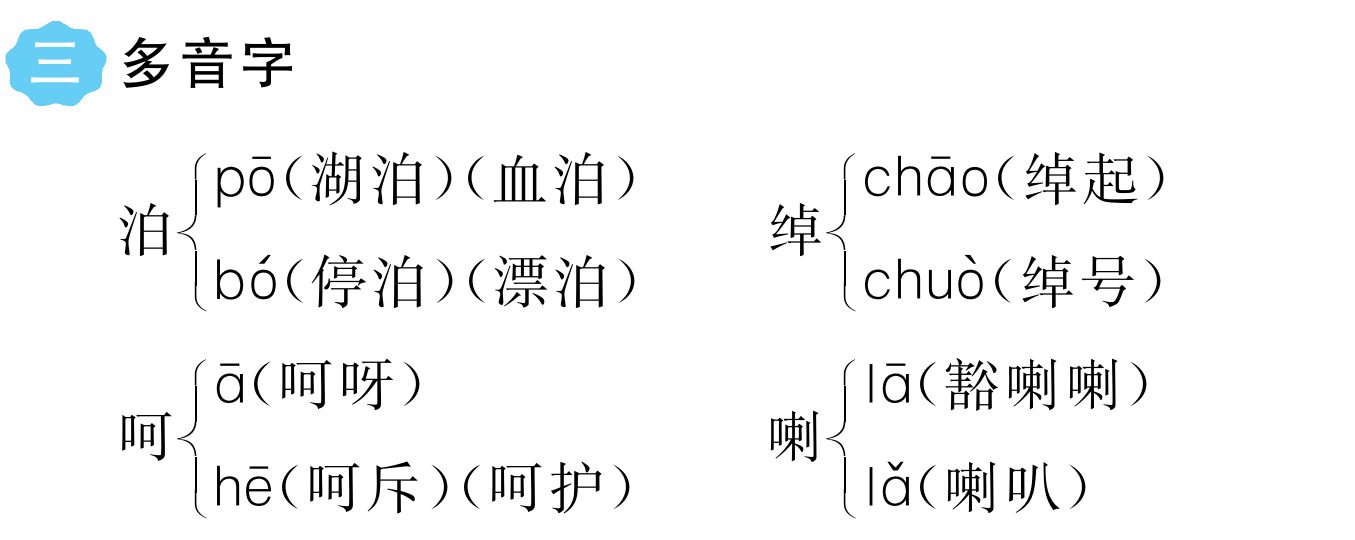 三 多音字
泊 pō(湖泊)(血泊)
bó(停泊)(漂泊)
绰 chāo(绰起)
chuò(绰号)
呵 ā(呵呀)
hē(呵斥)(呵护)
喇 lā(豁喇喇)
lǎ(喇叭)